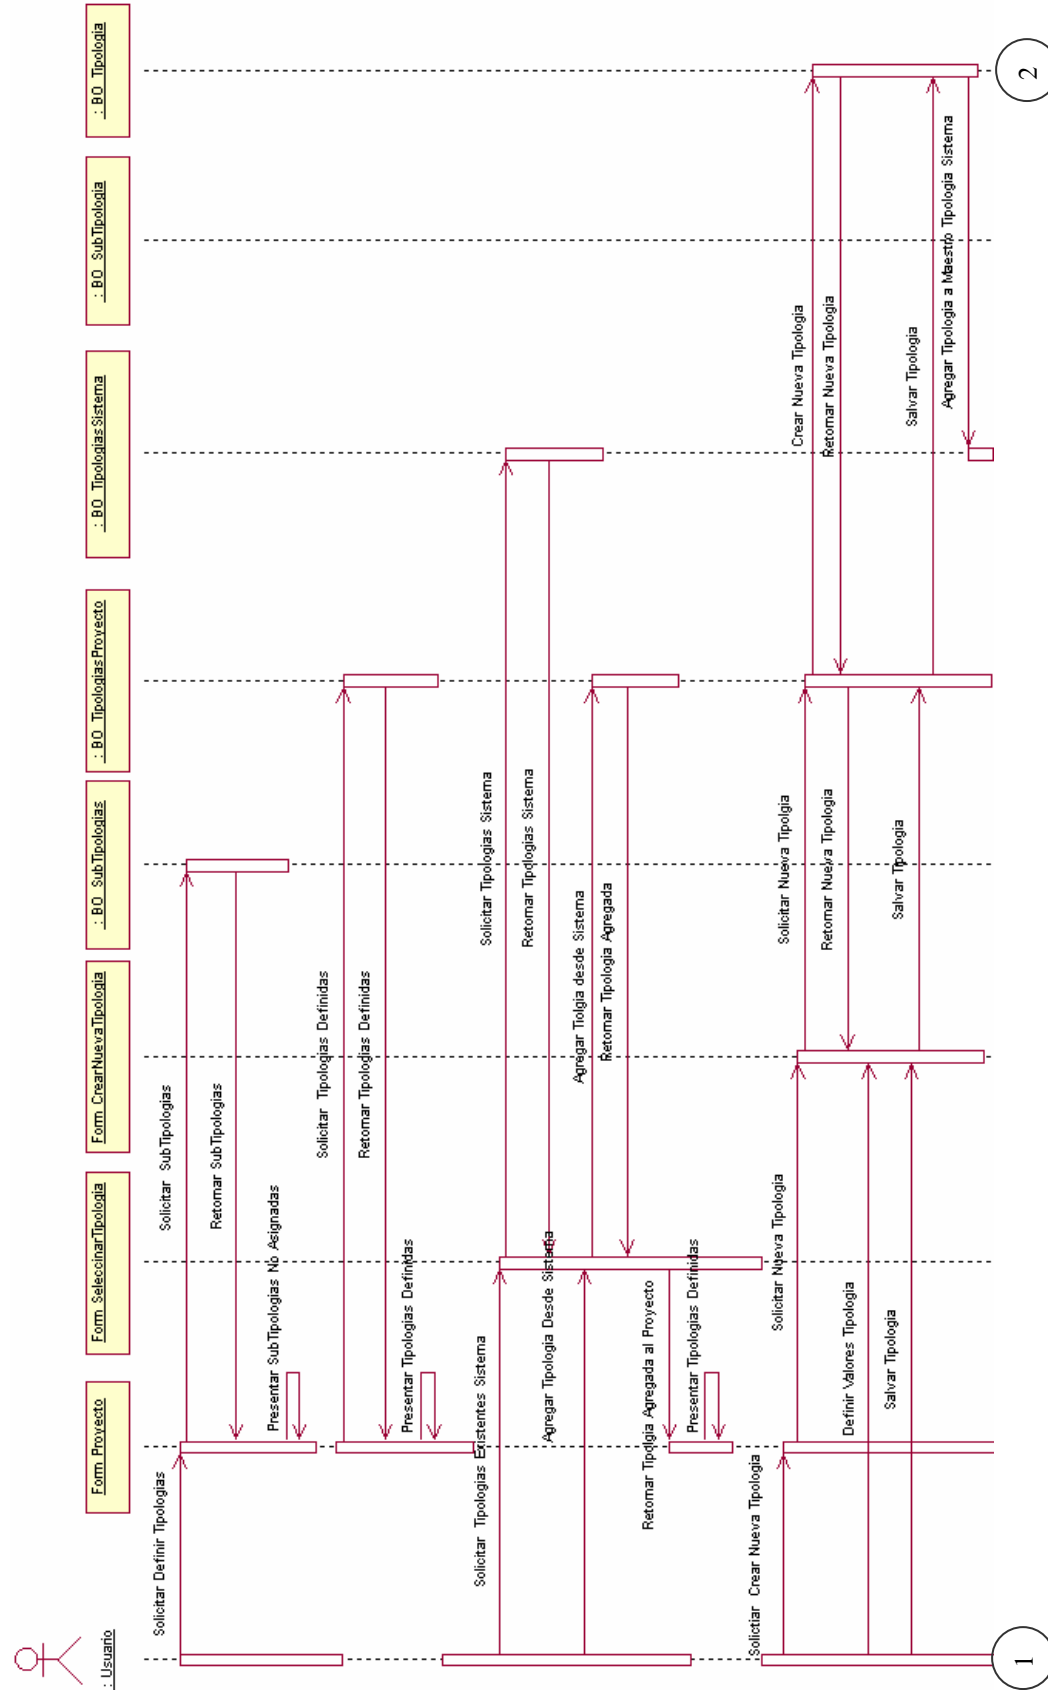 : Usuario
Form Proyecto
Form SeleccinarTipologia
Form CrearNuevaTipologia
: BO SubTipologias
: BO TipologiasProyecto
: BO TipologiasSistema
: BO SubTipologia
: BO Tipologia
Solicitar Definir Tipologias
Solicitar SubTipologias
Retornar SubTipologias
Presentar SubTipologias No Asignadas
Solicitar Tipologias Definidas
Retornar Tipologias Definidas
Presentar Tipologias Definidas
Solicitar Tipologias Existentes Sistema
Solicitar Tipologias Sistema
Retornar Tipologias Sistema
Agregar Tipologia Desde Sistema
Agregar Tiolgia desde Sistema
Retornar Tipologia Agregada
Retornar Tipolgia Agregada al Proyecto
Presentar Tipologias Definidas
Solictiar Crear Nueva Tipologia
Solicitar Nueva Tipologia
Solicitar Nueva Tipolgia
Crear Nueva Tipologia
Retornar Nueva Tipologia
Retornar Nueva Tipologia
Definir Valores Tipologia
Salvar Tipologia
Salvar Tipologia
Salvar Tipologia
Agregar Tipologia a Maestro Tipologia Sistema
1
2